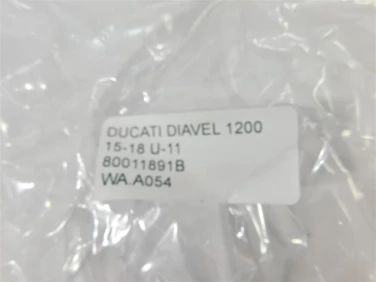 DUCATI DIAVEL 1200
15-18 U-11
80011891B
WA.A054